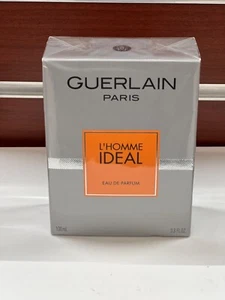 GUERLAIN
PARIS
L'HOMME
IDEAL
EAU DE PARFUM